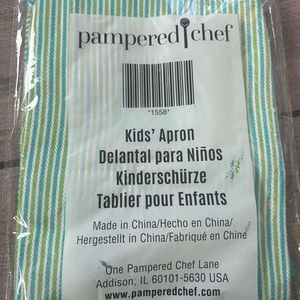 pampered chef
*1558*
Kids' Apron
Delantal para Niños
Kinderschürze
Tablier pour Enfants
Made in China/Hecho en China/
Hergestellt in China/Fabriqué en Chine
One Pampered Chef Lane
Addison, IL 60101-5630 USA
www.pamperedchef.com